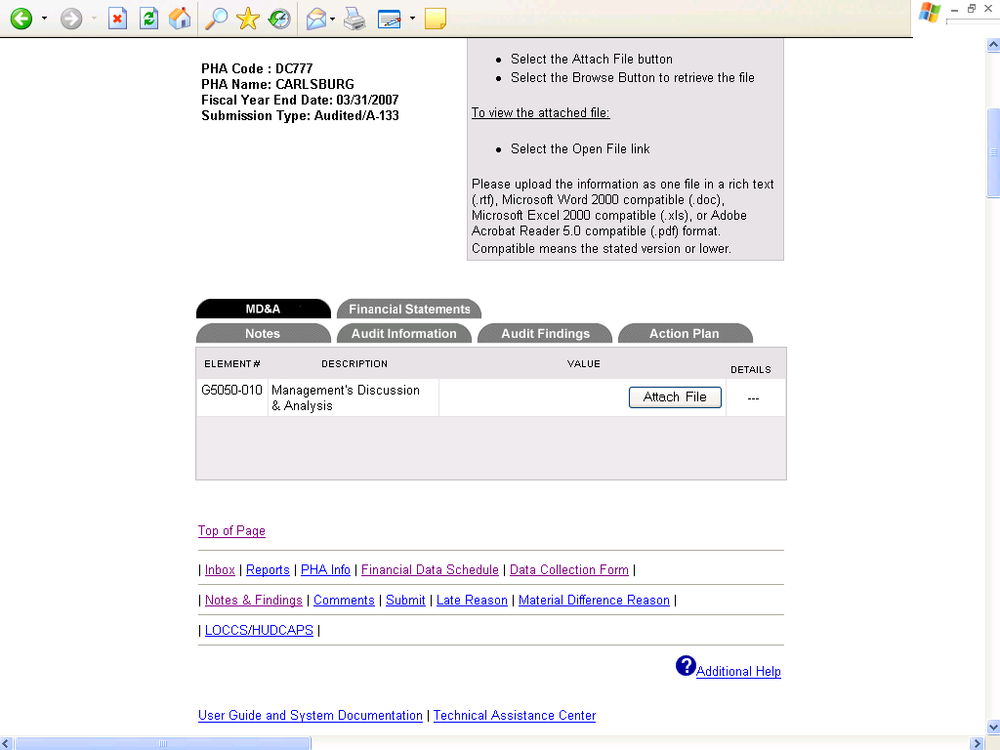 PHA Code : DC777
PHA Name: CARLSBURG
Fiscal Year End Date: 03/31/2007
Submission Type: Audited/A-133
• Select the Attach File button
• Select the Browse Button to retrieve the file
To view the attached file:
• Select the Open File link
Please upload the information as one file in a rich text
(.rtf), Microsoft Word 2000 compatible (.doc),
Microsoft Excel 2000 compatible (.xls), or Adobe
Acrobat Reader 5.0 compatible (.pdf) format.
Compatible means the stated version or lower.
MD&A Financial Statements
Notes Audit Information Audit Findings Action Plan
ELEMENT # DESCRIPTION VALUE DETAILS
G5050-010 Management's Discussion Attach File ---
& Analysis
Top of Page
| Inbox | Reports | PHA Info | Financial Data Schedule | Data Collection Form |
| Notes & Findings | Comments | Submit | Late Reason | Material Difference Reason |
| LOCCS/HUDCAPS |
? Additional Help
User Guide and System Documentation | Technical Assistance Center